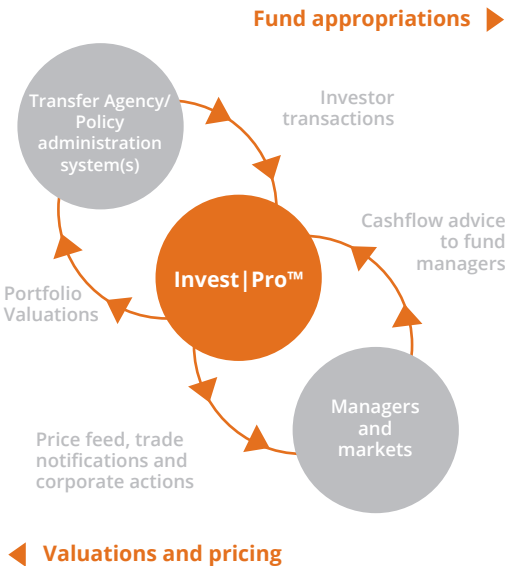 Fund appropriations
Transfer Agency/
Policy
administration
system(s)
Investor
transactions
Cashflow advice
to fund
managers
Invest|Pro™
Portfolio
Valuations
Managers
and
markets
Price feed, trade
notifications and
corporate actions
Valuations and pricing